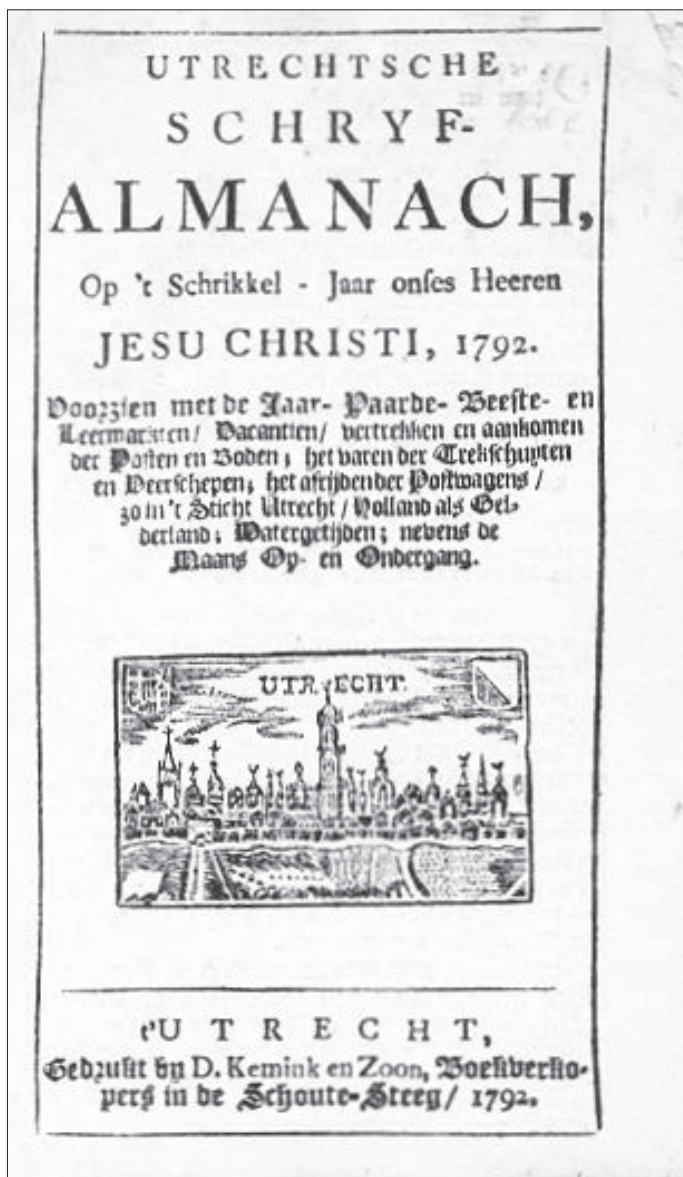 UTRECHTSCHE
SCHRYF-
ALMANACH,
Op 't Schrikkel - Jaar onses Heeren
JESU CHRISTI, 1792.
Voorzien met de Jaar- Paarde- Beeste- en
Leermarkten/ Vacantien/ vertrekken en aankomen
der Posten en Boden; het varen der Trekschuyten
en Veerschepen; het afrijden der Postwagens/
zo in 't Sticht Utrecht/ Holland als Gel-
derland; Watergetijden; nevens de
Maans Op- en Ondergang.
UTRECHT.
t'UTRECHT,
Gedrukt by D. Kemink en Zoon, Boekverko-
pers in de Schoute-Steeg/ 1792.